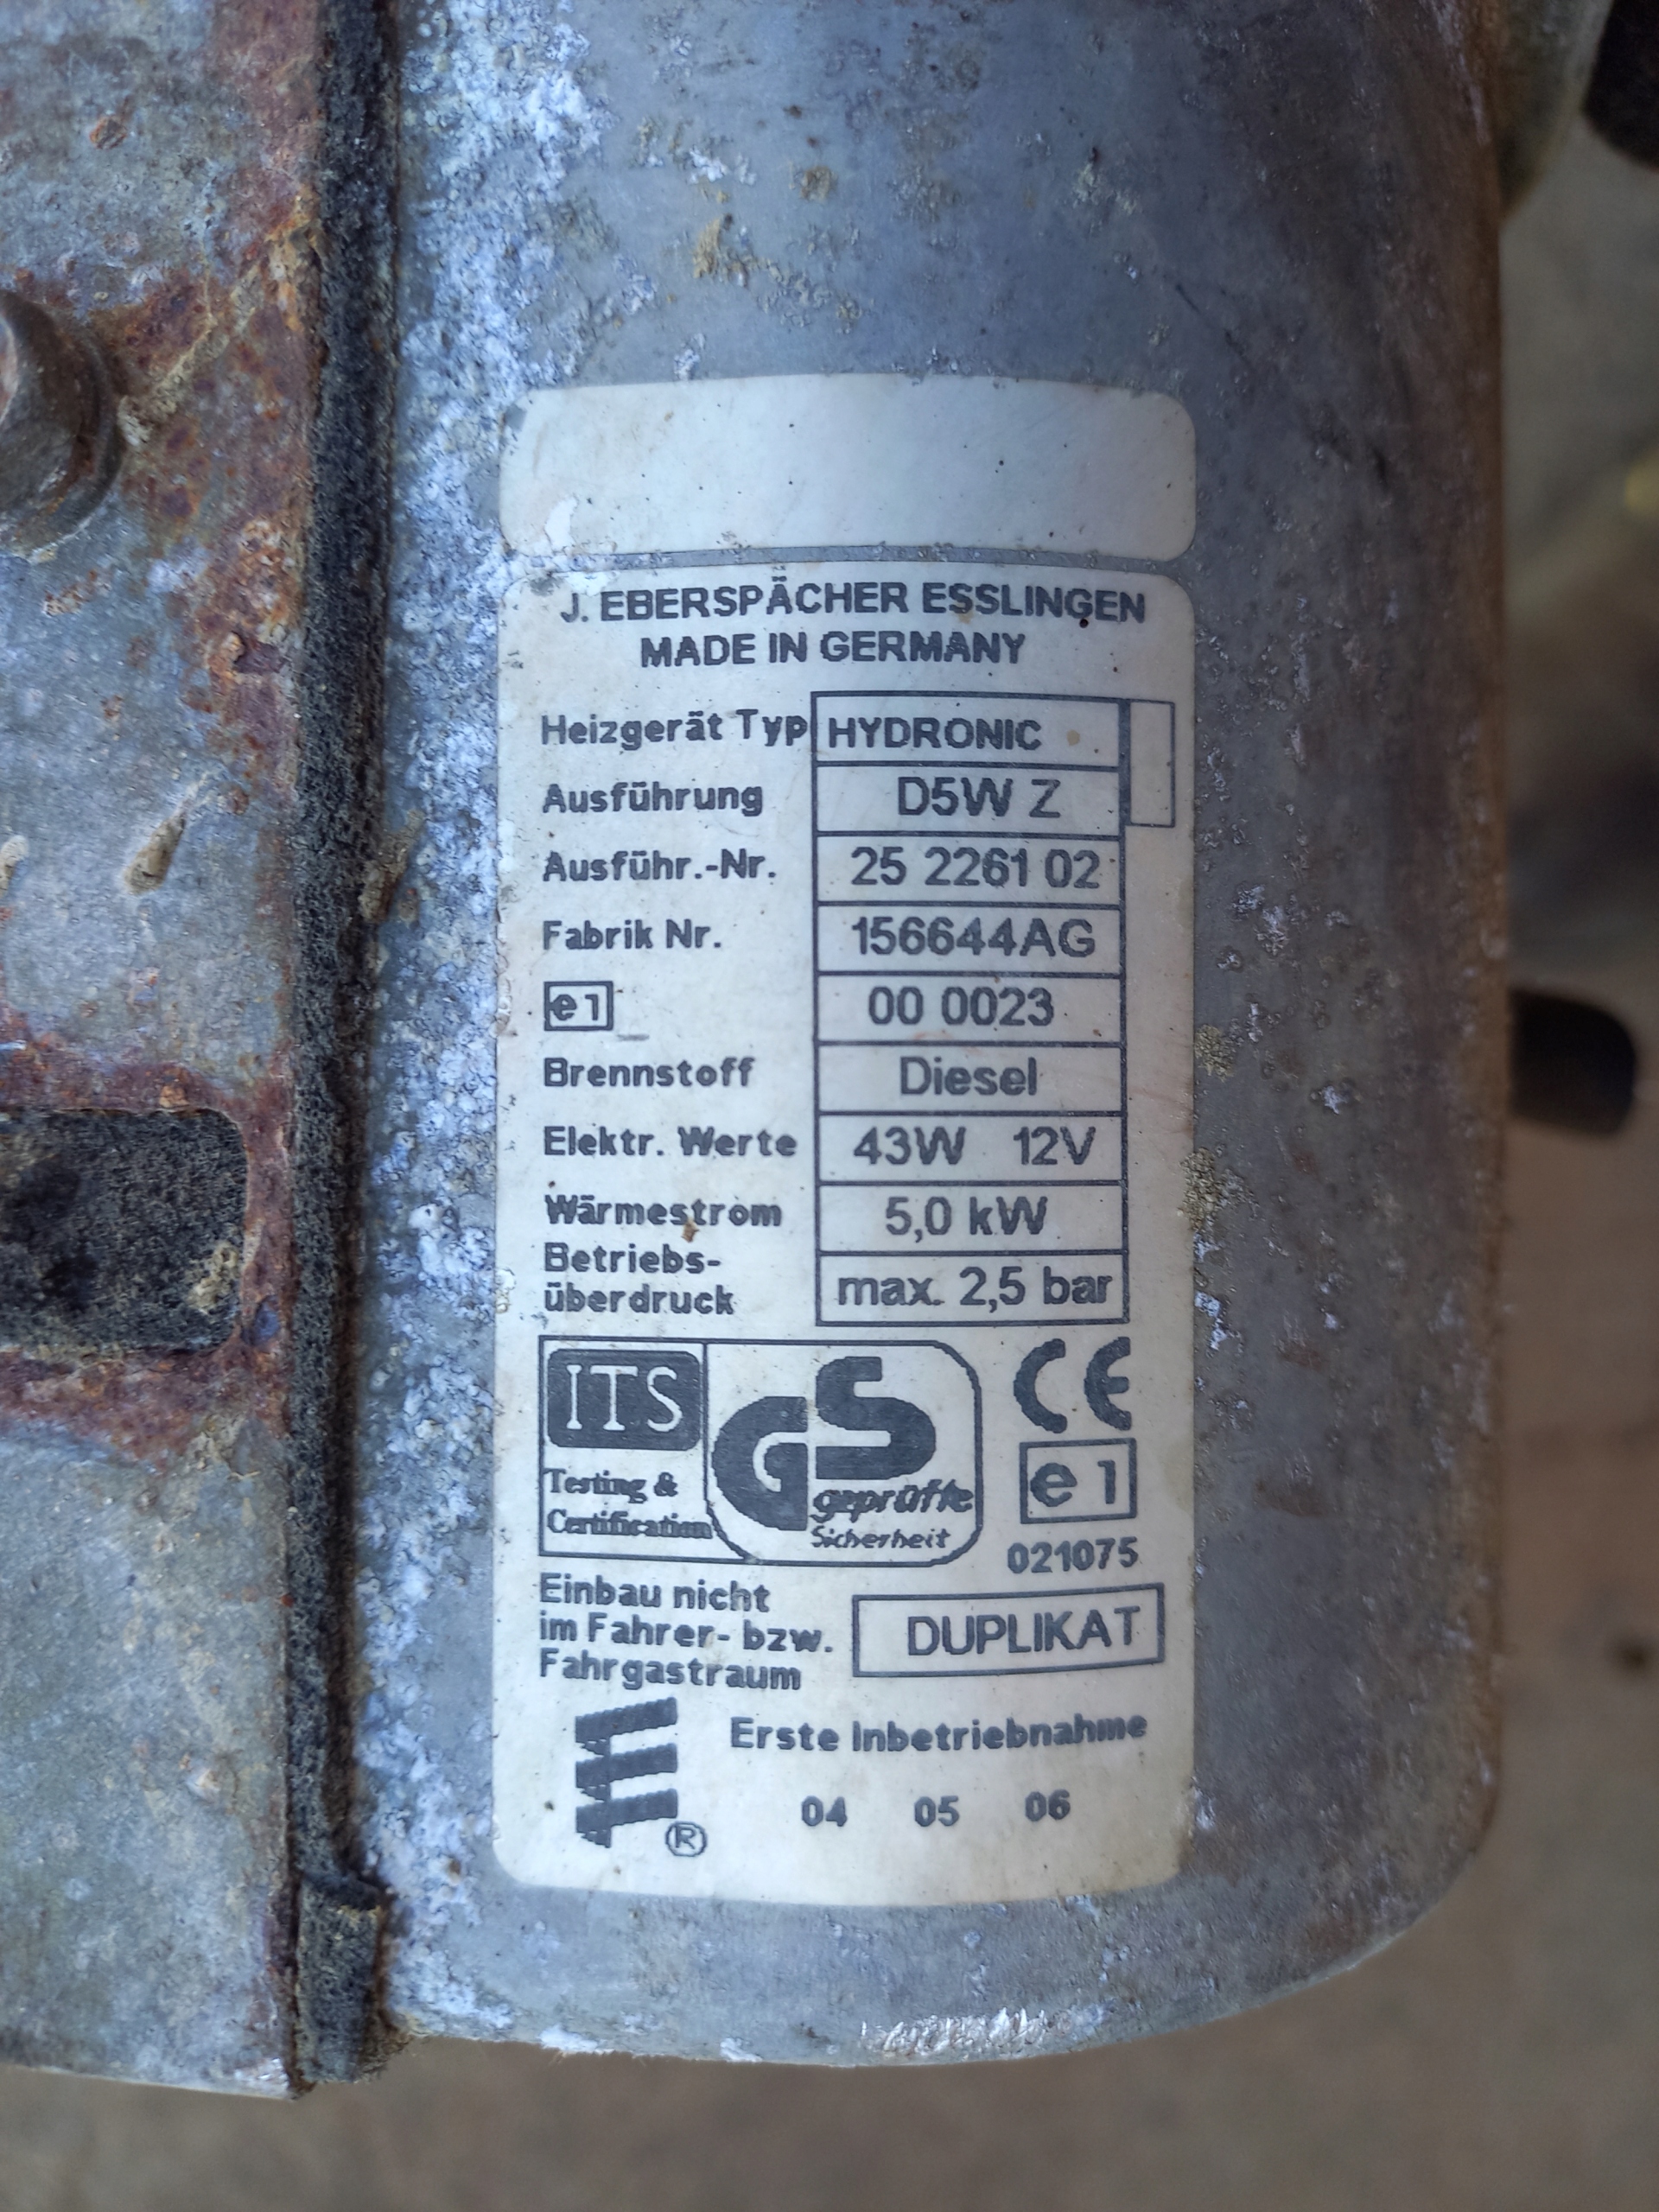 J. EBERSPÄCHER ESSLINGEN
MADE IN GERMANY
Heizgerät Typ HYDRONIC
Ausführung D5W Z
Ausführ.-Nr. 25 2261 02
Fabrik Nr. 156644AG
e1 00 0023
Brennstoff Diesel
Elektr. Werte 43W 12V
Wärmestrom 5,0 kW
Betriebs-
überdruck max. 2,5 bar
ITS
Testing &
Certification
GS
geprüfte
Sicherheit
CE
e1
021075
Einbau nicht
im Fahrer- bzw.
Fahrgastraum
DUPLIKAT
Erste Inbetriebnahme
04 05 06
®